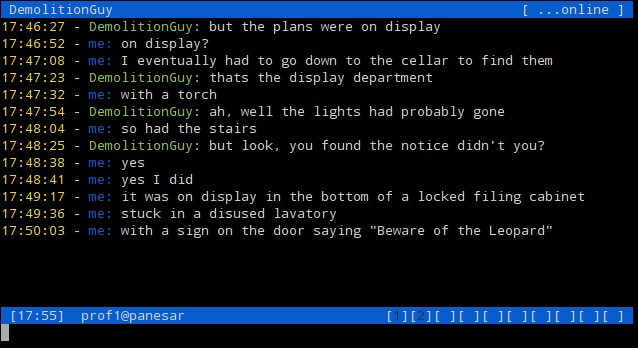 DemolitionGuy [ ...online ]
17:46:27 - DemolitionGuy: but the plans were on display
17:46:52 - me: on display?
17:47:08 - me: I eventually had to go down to the cellar to find them
17:47:23 - DemolitionGuy: thats the display department
17:47:32 - me: with a torch
17:47:54 - DemolitionGuy: ah, well the lights had probably gone
17:48:04 - me: so had the stairs
17:48:25 - DemolitionGuy: but look, you found the notice didn't you?
17:48:38 - me: yes
17:48:41 - me: yes I did
17:49:17 - me: it was on display in the bottom of a locked filing cabinet
17:49:36 - me: stuck in a disused lavatory
17:50:03 - me: with a sign on the door saying "Beware of the Leopard"
[17:55] prof1@panesar [1][2][ ][ ][ ][ ][ ][ ][ ][ ]